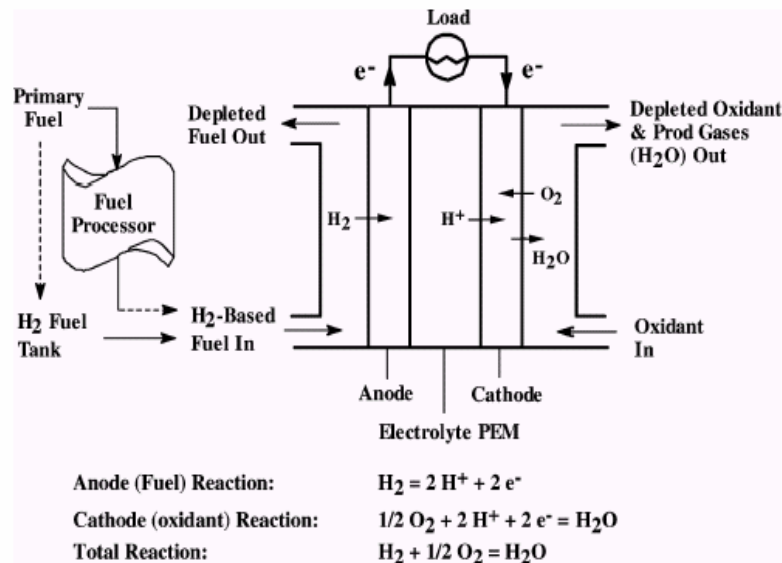 Load
e-
e-
Primary
Fuel
Depleted
Fuel Out
Depleted Oxidant
& Prod Gases
(H2O) Out
Fuel
Processor
H2
H+
O2
H2O
H2 Fuel
Tank
H2-Based
Fuel In
Oxidant
In
Anode
Cathode
Electrolyte PEM
Anode (Fuel) Reaction: H2 = 2 H+ + 2 e-
Cathode (oxidant) Reaction: 1/2 O2 + 2 H+ + 2 e- = H2O
Total Reaction: H2 + 1/2 O2 = H2O